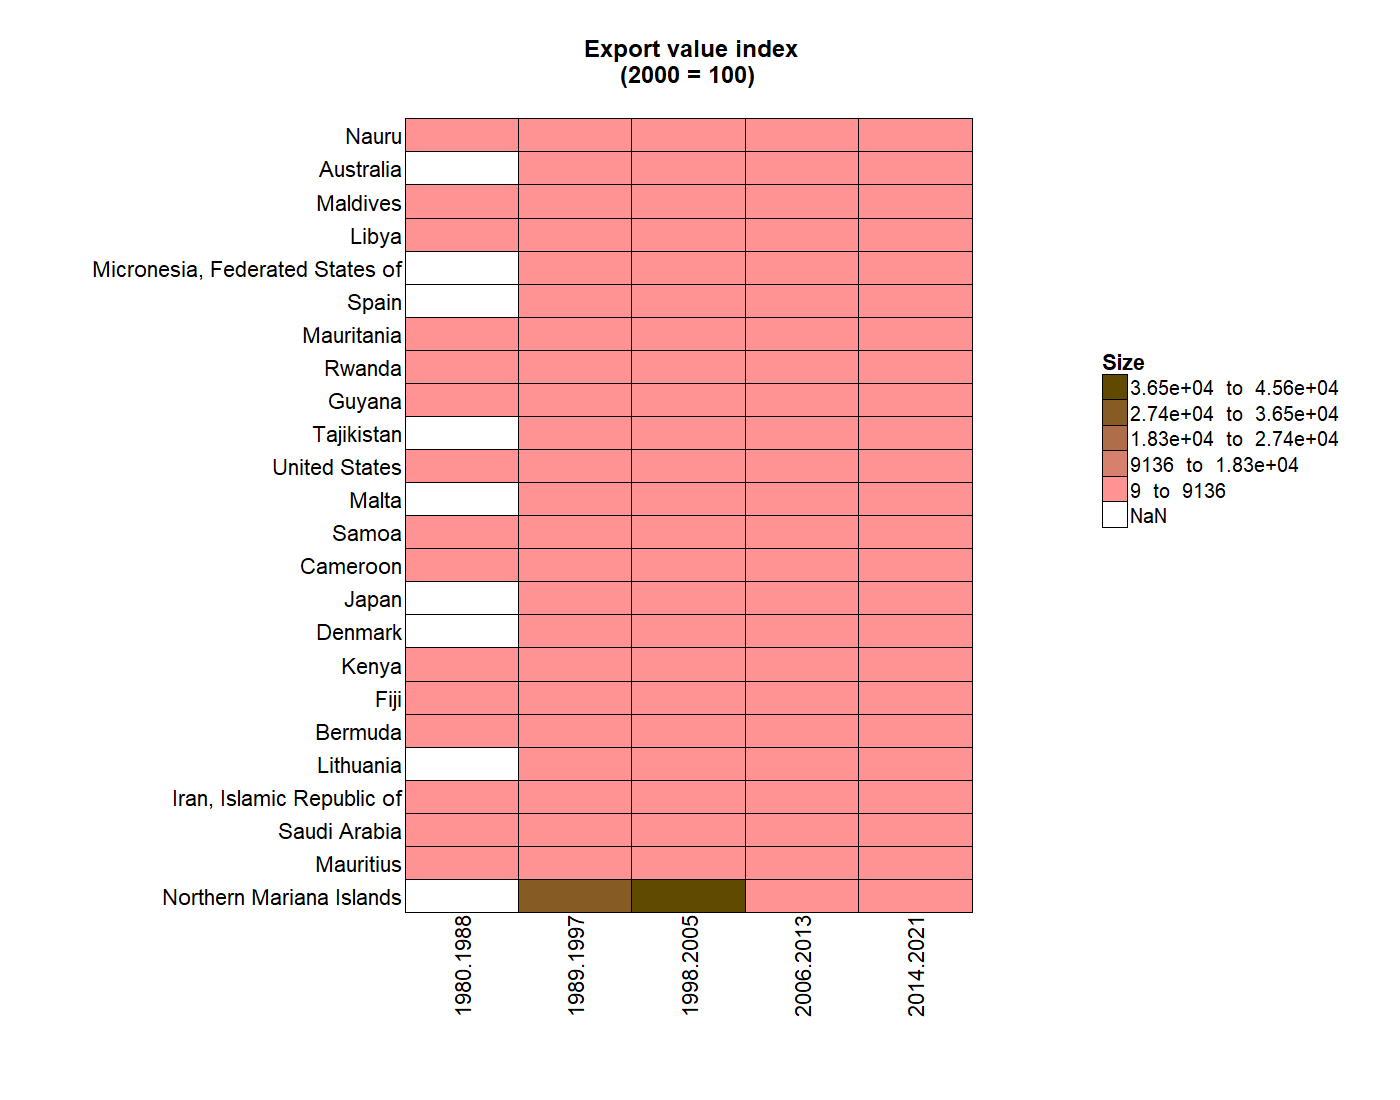 Export value index
(2000 = 100)
Nauru
Australia
Maldives
Libya
Micronesia, Federated States of
Spain
Mauritania
Rwanda
Guyana
Tajikistan
United States
Malta
Samoa
Cameroon
Japan
Denmark
Kenya
Fiji
Bermuda
Lithuania
Iran, Islamic Republic of
Saudi Arabia
Mauritius
Northern Mariana Islands
1980.1988
1989.1997
1998.2005
2006.2013
2014.2021
Size
3.65e+04 to 4.56e+04
2.74e+04 to 3.65e+04
1.83e+04 to 2.74e+04
9136 to 1.83e+04
9 to 9136
NaN